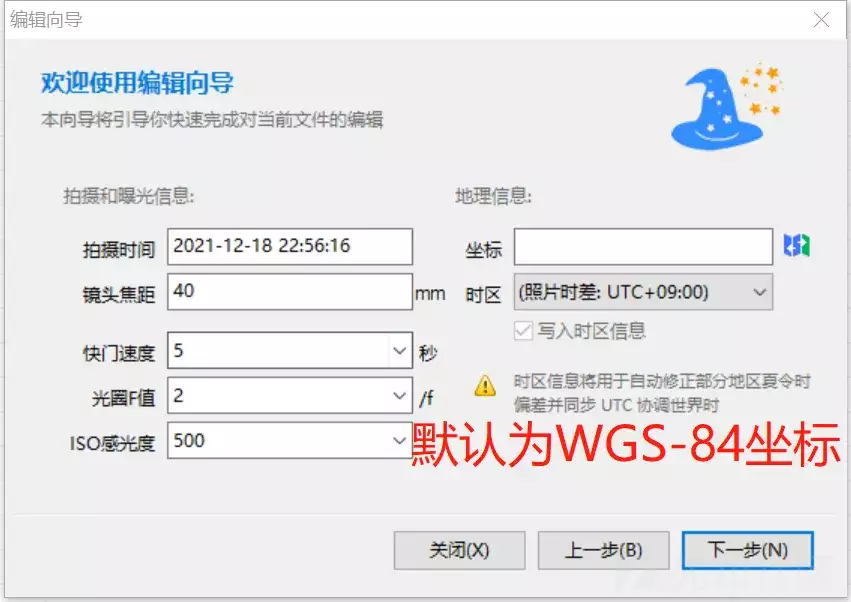 编辑向导
欢迎使用编辑向导
本向导将引导你快速完成对当前文件的编辑
拍摄和曝光信息:
拍摄时间 2021-12-18 22:56:16
镜头焦距 40 mm
快门速度 5 秒
光圈F值 2 /f
ISO感光度 500
地理信息:
坐标
时区 (照片时差: UTC+09:00)
写入时区信息
时区信息将用于自动修正部分地区夏令时
偏差并同步 UTC 协调世界时
默认为WGS-84坐标
关闭(X) 上一步(B) 下一步(N)